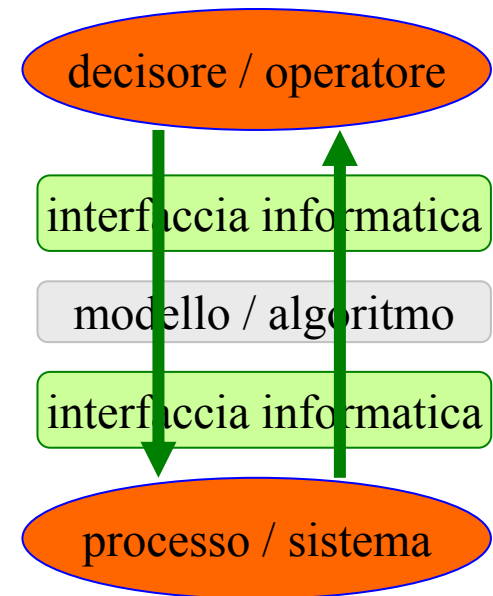 decisore / operatore
interfaccia informatica
modello / algoritmo
interfaccia informatica
processo / sistema